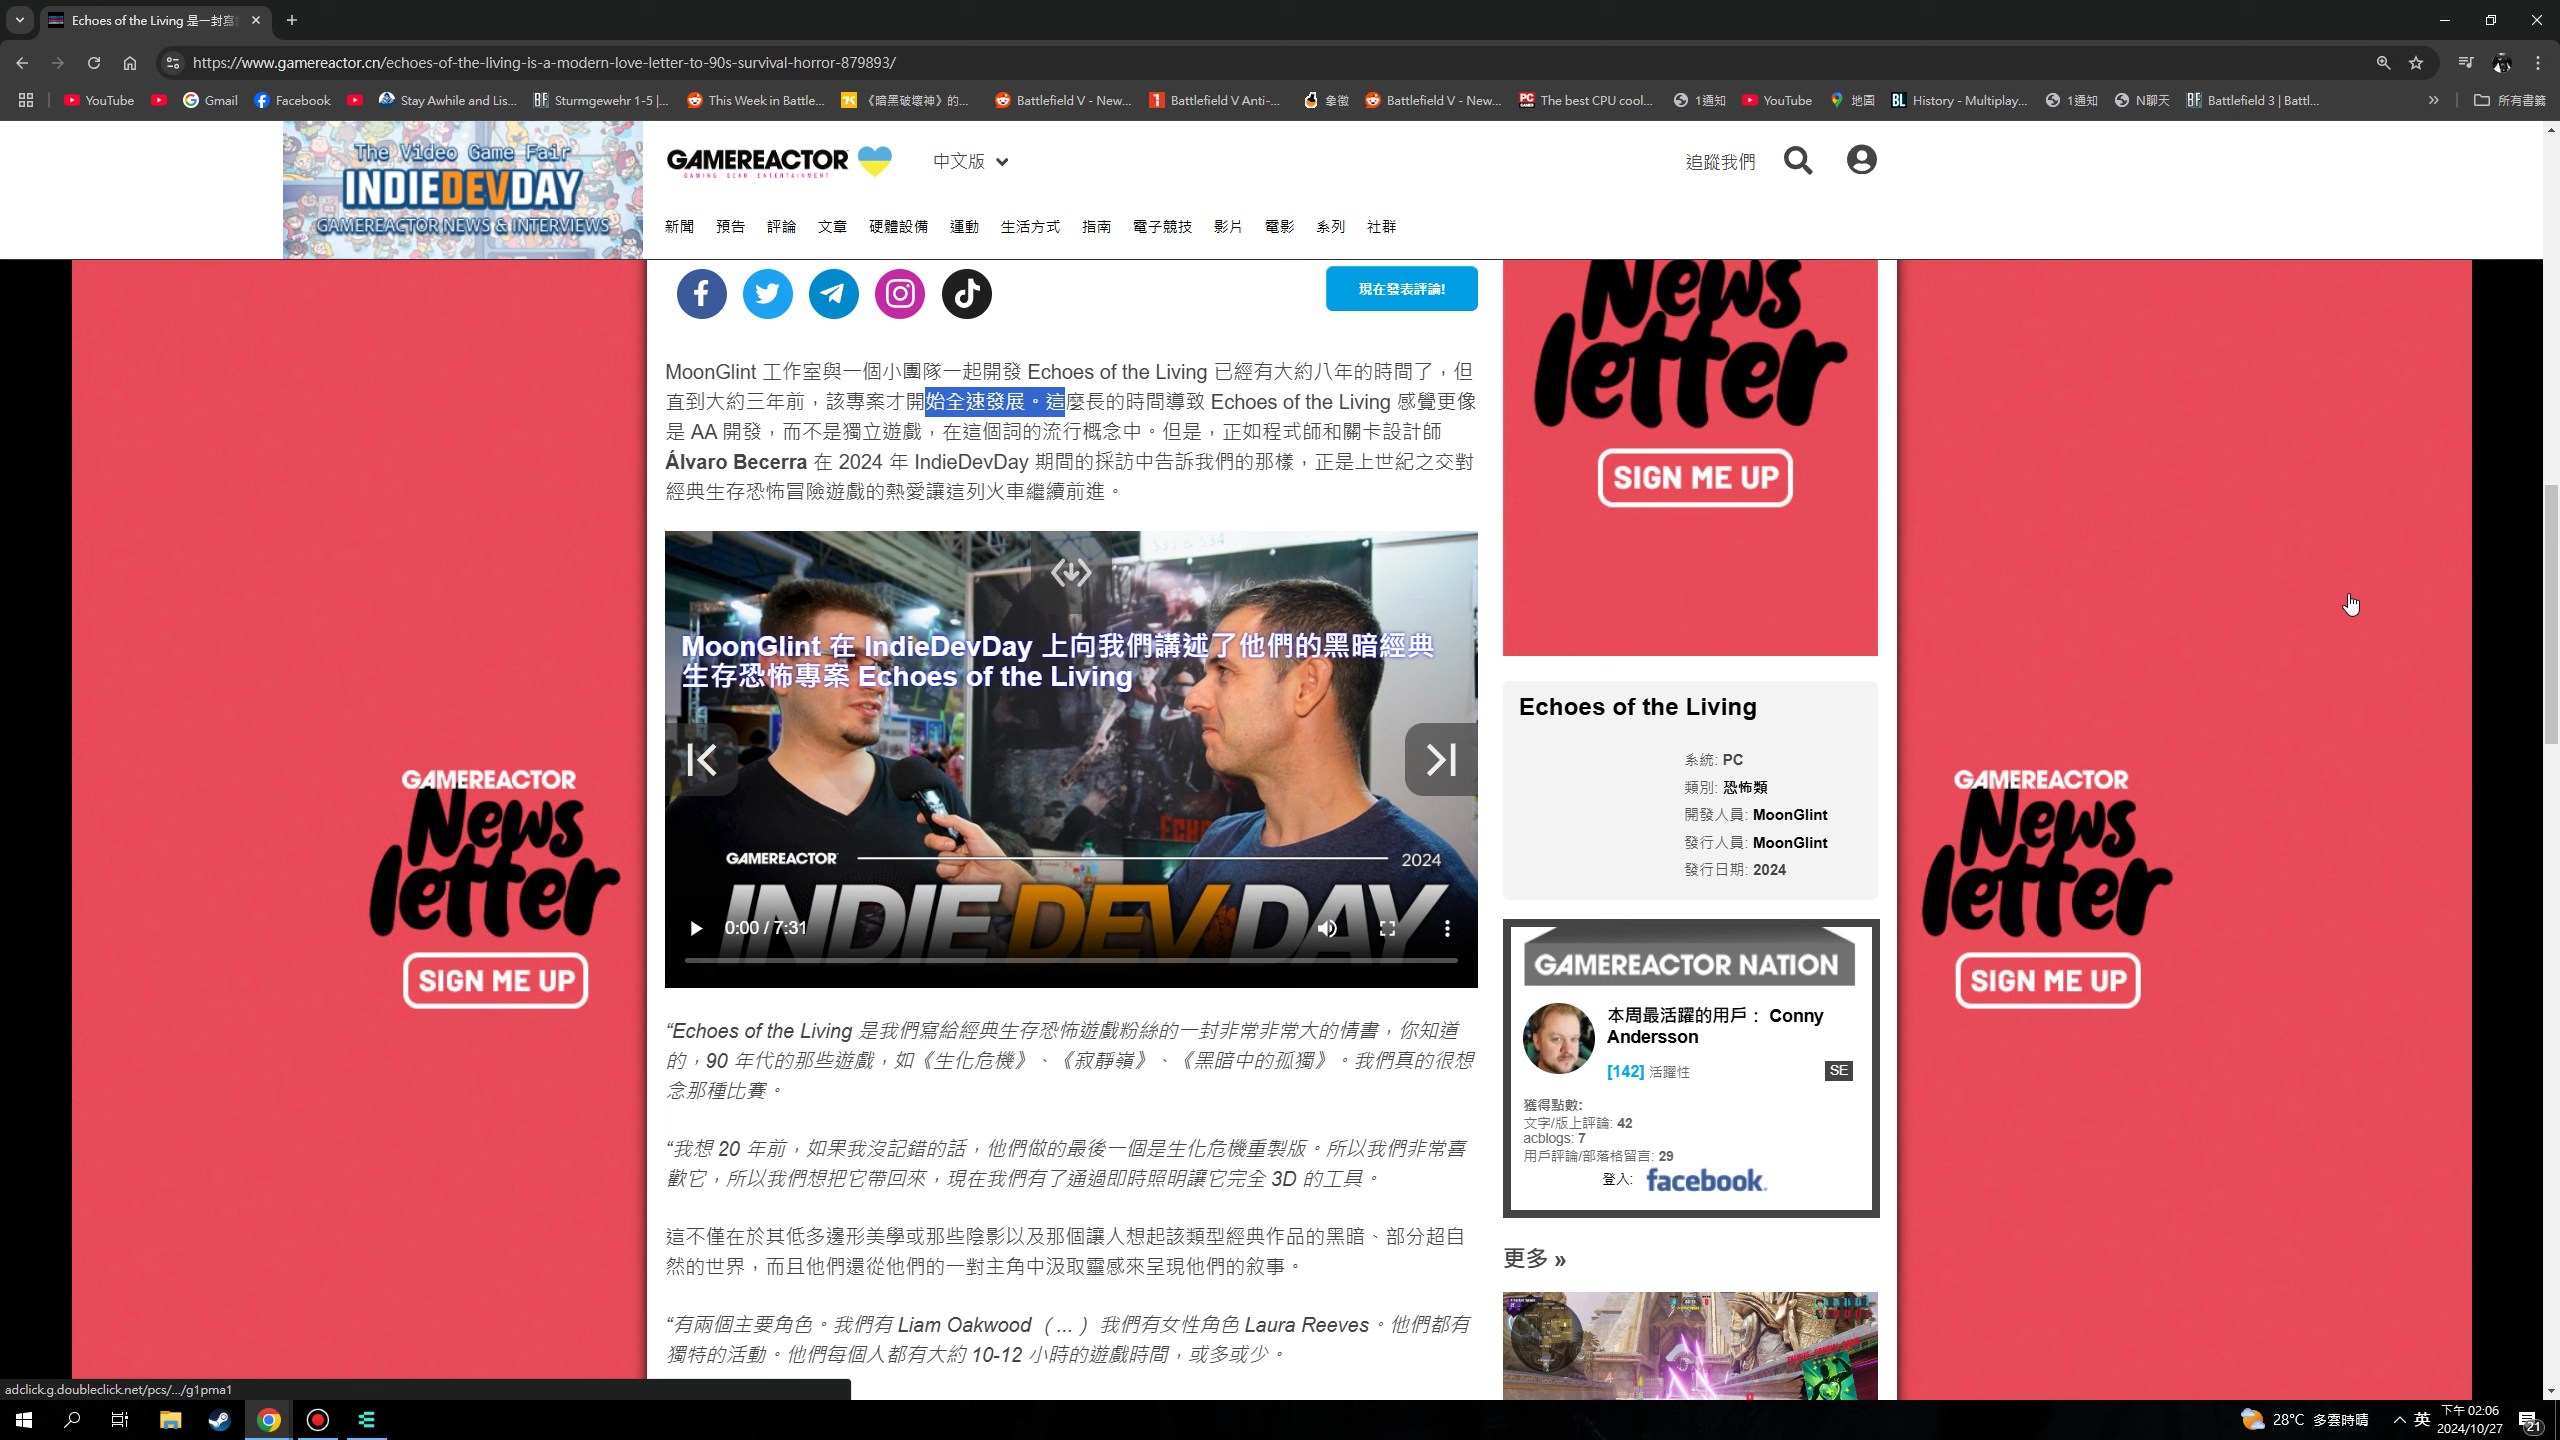 Echoes of the Living 是一封寫
https://www.gamereactor.cn/echoes-of-the-living-is-a-modern-love-letter-to-90s-survival-horror-879893/
YouTube
Gmail
Facebook
Stay Awhile and Lis...
Sturmgewehr 1-5 |...
This Week in Battle...
《暗黑破壞神》的...
Battlefield V - New...
Battlefield V Anti-...
象徵
Battlefield V - New...
The best CPU cool...
1通知
YouTube
地圖
History - Multiplay...
1通知
N聊天
Battlefield 3 | Battl...
所有書籤
The Video Game Fair
INDIEDEVDAY
GAMEREACTOR NEWS & INTERVIEWS
GAMEREACTOR
GAMING GEAR ENTERTAINMENT
中文版
追蹤我們
新聞 預告 評論 文章 硬體設備 運動 生活方式 指南 電子競技 影片 電影 系列 社群
現在發表評論!
MoonGlint 工作室與一個小團隊一起開發 Echoes of the Living 已經有大約八年的時間了，但
直到大約三年前，該專案才開始全速發展。這麼長的時間導致 Echoes of the Living 感覺更像
是 AA 開發，而不是獨立遊戲，在這個詞的流行概念中。但是，正如程式師和關卡設計師
Álvaro Becerra 在 2024 年 IndieDevDay 期間的採訪中告訴我們的那樣，正是上世紀之交對
經典生存恐怖冒險遊戲的熱愛讓這列火車繼續前進。
MoonGlint 在 IndieDevDay 上向我們講述了他們的黑暗經典
生存恐怖專案 Echoes of the Living
GAMEREACTOR
2024
INDIE DEV DAY
0:00 / 7:31
“Echoes of the Living 是我們寫給經典生存恐怖遊戲粉絲的一封非常非常大的情書，你知道
的，90 年代的那些遊戲，如《生化危機》、《寂靜嶺》、《黑暗中的孤獨》。我們真的很想
念那種比賽。
“我想 20 年前，如果我沒記錯的話，他們做的最後一個是生化危機重製版。所以我們非常喜
歡它，所以我們想把它帶回來，現在我們有了通過即時照明讓它完全 3D 的工具。
這不僅在於其低多邊形美學或那些陰影以及那個讓人想起該類型經典作品的黑暗、部分超自
然的世界，而且他們還從他們的一對主角中汲取靈感來呈現他們的敘事。
“有兩個主要角色。我們有 Liam Oakwood （...） 我們有女性角色 Laura Reeves。他們都有
獨特的活動。他們每個人都有大約 10-12 小時的遊戲時間，或多或少。
News
letter
SIGN ME UP
Echoes of the Living
系統: PC
類別: 恐怖類
開發人員: MoonGlint
發行人員: MoonGlint
發行日期: 2024
GAMEREACTOR NATION
本周最活躍的用戶： Conny
Andersson
[142] 活躍性
SE
獲得點數:
文字/版上評論: 42
acblogs: 7
用戶評論/部落格留言: 29
登入: facebook.
更多 »
GAMEREACTOR
News
letter
SIGN ME UP
GAMEREACTOR
News
letter
SIGN ME UP
adclick.g.doubleclick.net/pcs/.../g1pma1
28°C 多雲時晴
英
下午 02:06
2024/10/27
21